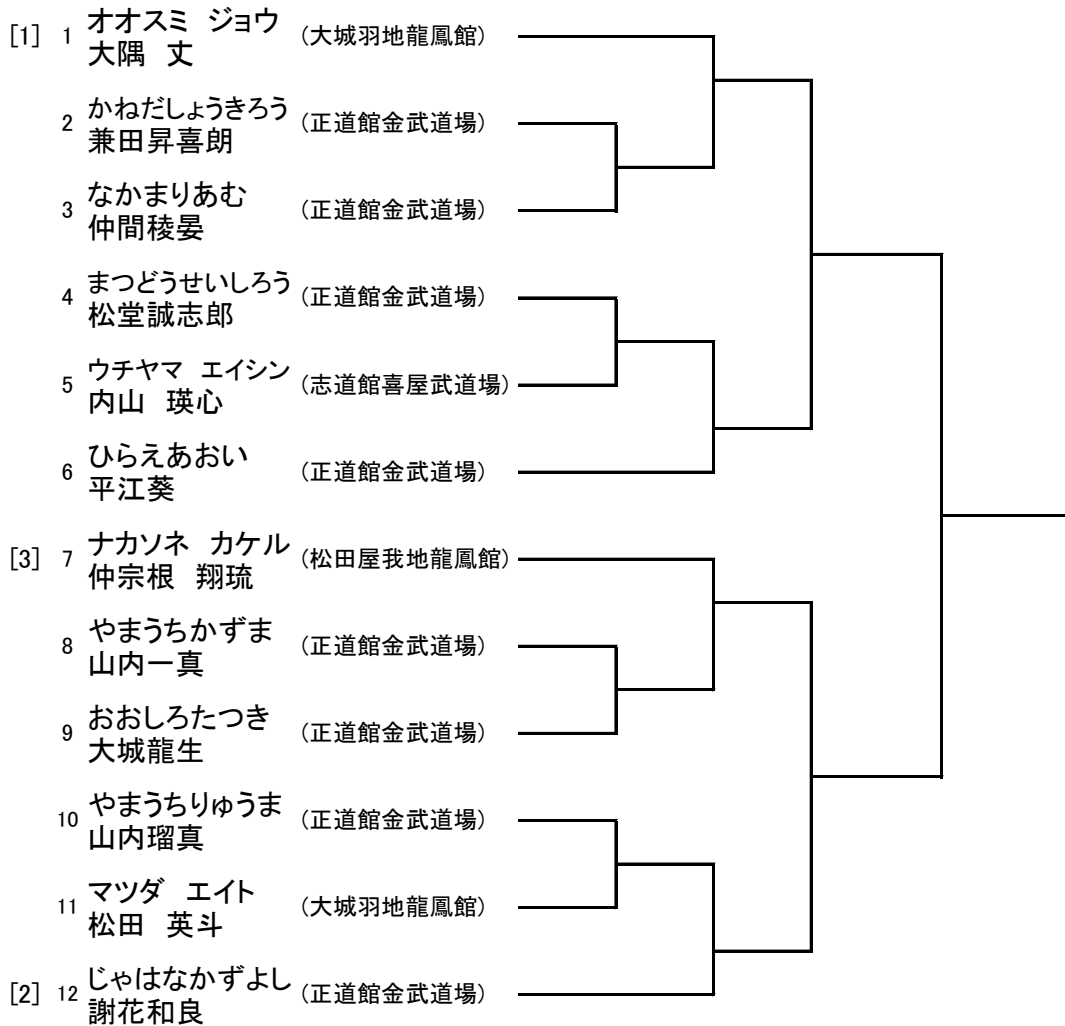 オオスミ ジョウ
[1] 1 大隅 丈 (大城羽地龍鳳館)
かねだしょうきろう
2 兼田昇喜朗 (正道館金武道場)
なかまりあむ
3 仲間稜晏 (正道館金武道場)
まつどうせいしろう
4 松堂誠志郎 (正道館金武道場)
ウチヤマ エイシン
5 内山 瑛心 (志道館喜屋武道場)
ひらえあおい
6 平江葵 (正道館金武道場)
ナカソネ カケル
[3] 7 仲宗根 翔琉 (松田屋我地龍鳳館)
やまうちかずま
8 山内一真 (正道館金武道場)
おおしろたつき
9 大城龍生 (正道館金武道場)
やまうちりゅうま
10 山内瑠真 (正道館金武道場)
マツダ エイト
11 松田 英斗 (大城羽地龍鳳館)
じゃはなかずよし
[2] 12 謝花和良 (正道館金武道場)